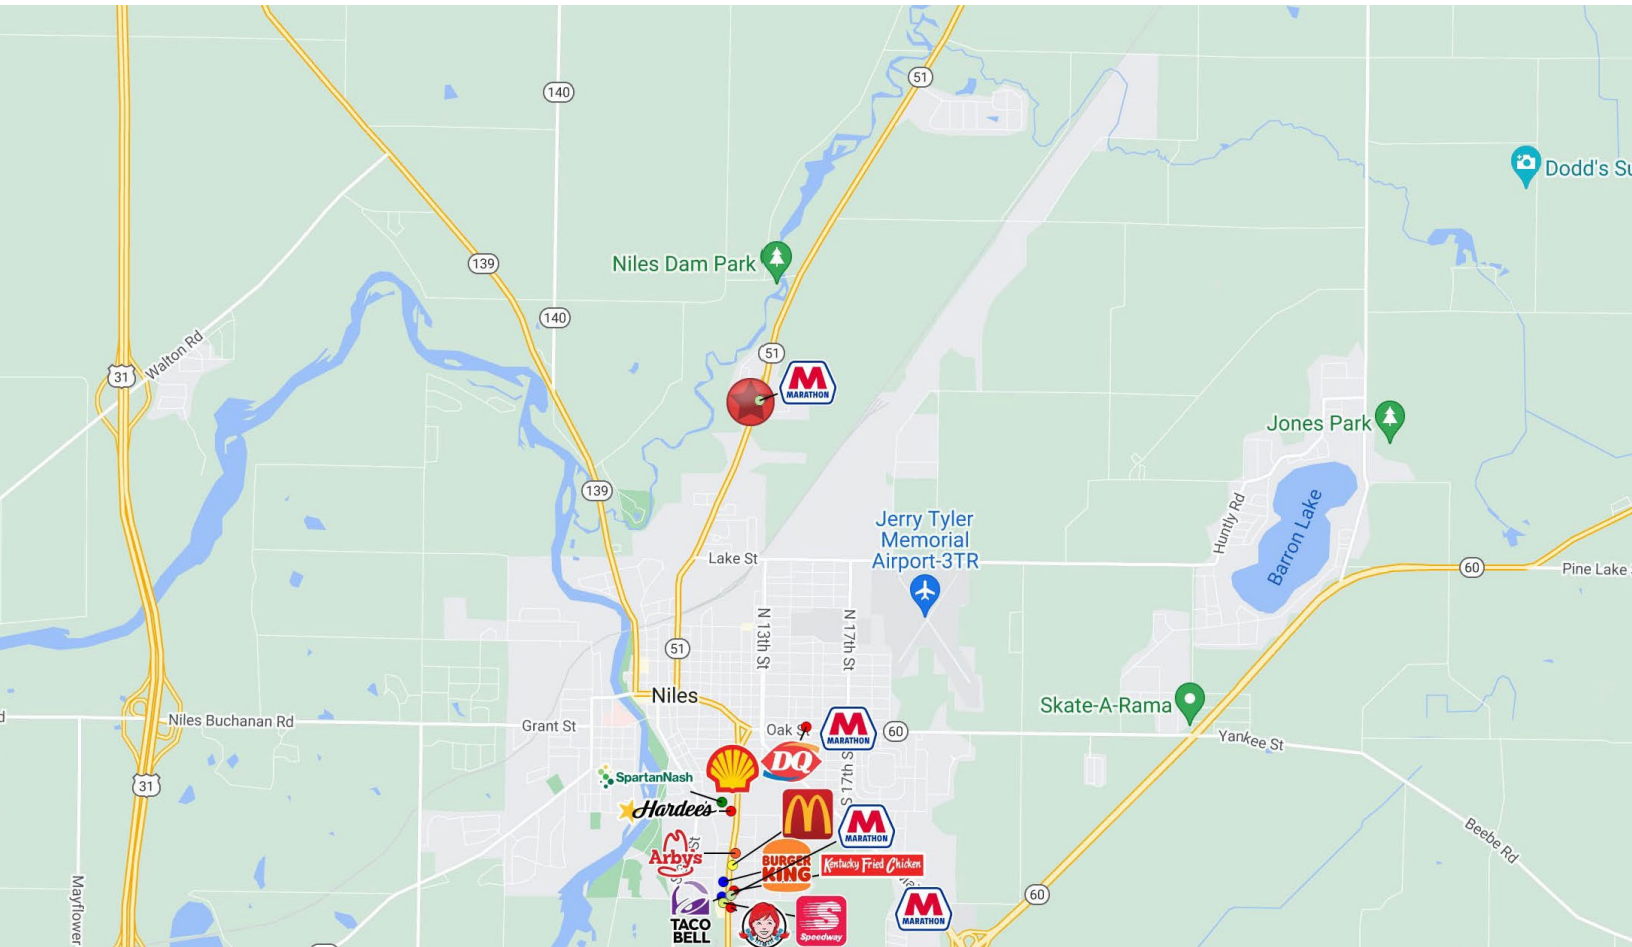 51
140
Dodd's Su
Niles Dam Park
139
140
Walton Rd
51
31
M
MARATHON
Jones Park
139
Huntly Rd
Barron Lake
Jerry Tyler
Memorial
Airport-3TR
Lake St
60
Pine Lake
N 13th St
N 17th St
51
Niles
Skate-A-Rama
Niles Buchanan Rd
Grant St
Oak St
M
MARATHON
60
Yankee St
DQ
SpartanNash
31
S 17th S
Hardee's
M
MARATHON
Beebe Rd
Arby's
St
BURGER
KING
Kentucky Fried Chicken
Mayflower
60
M
MARATHON
TACO
BELL
S
Speedway